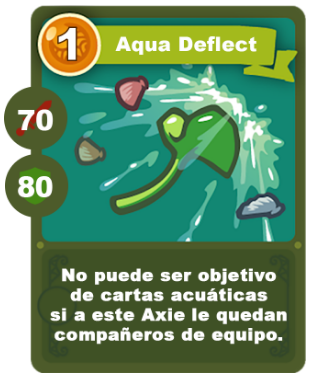 1
Aqua Deflect
70
80
No puede ser objetivo
de cartas acuáticas
si a este Axie le quedan
compañeros de equipo.